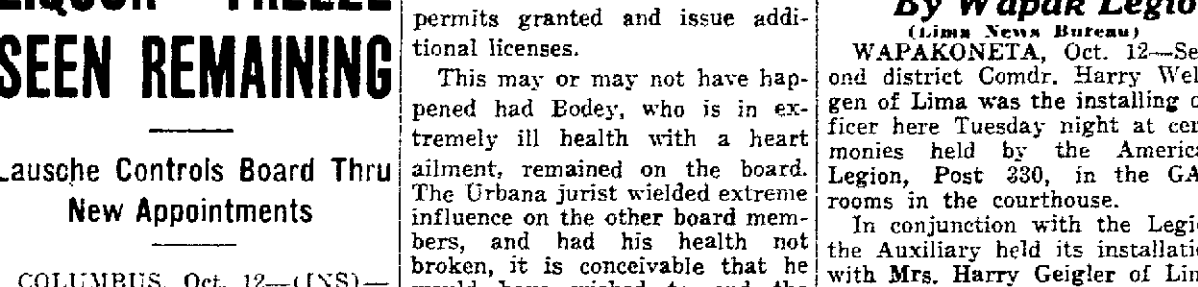 SEEN REMAINING
Lausche Controls Board Thru
New Appointments
COLUMBUS, Oct. 12—(INS)—
permits granted and issue addi-
tional licenses.
This may or may not have hap-
pened had Bodey, who is in ex-
tremely ill health with a heart
ailment, remained on the board.
The Urbana jurist wielded extreme
influence on the other board mem-
bers, and had his health not
broken, it is conceivable that he
By Wapak Legio
(Lima News Bureau)
WAPAKONETA, Oct. 12—Se
ond district Comdr. Harry Wel
gen of Lima was the installing o
ficer here Tuesday night at cer
monies held by the America
Legion, Post 330, in the GA
rooms in the courthouse.
In conjunction with the Legio
the Auxiliary held its installatio
with Mrs. Harry Geigler of Lim